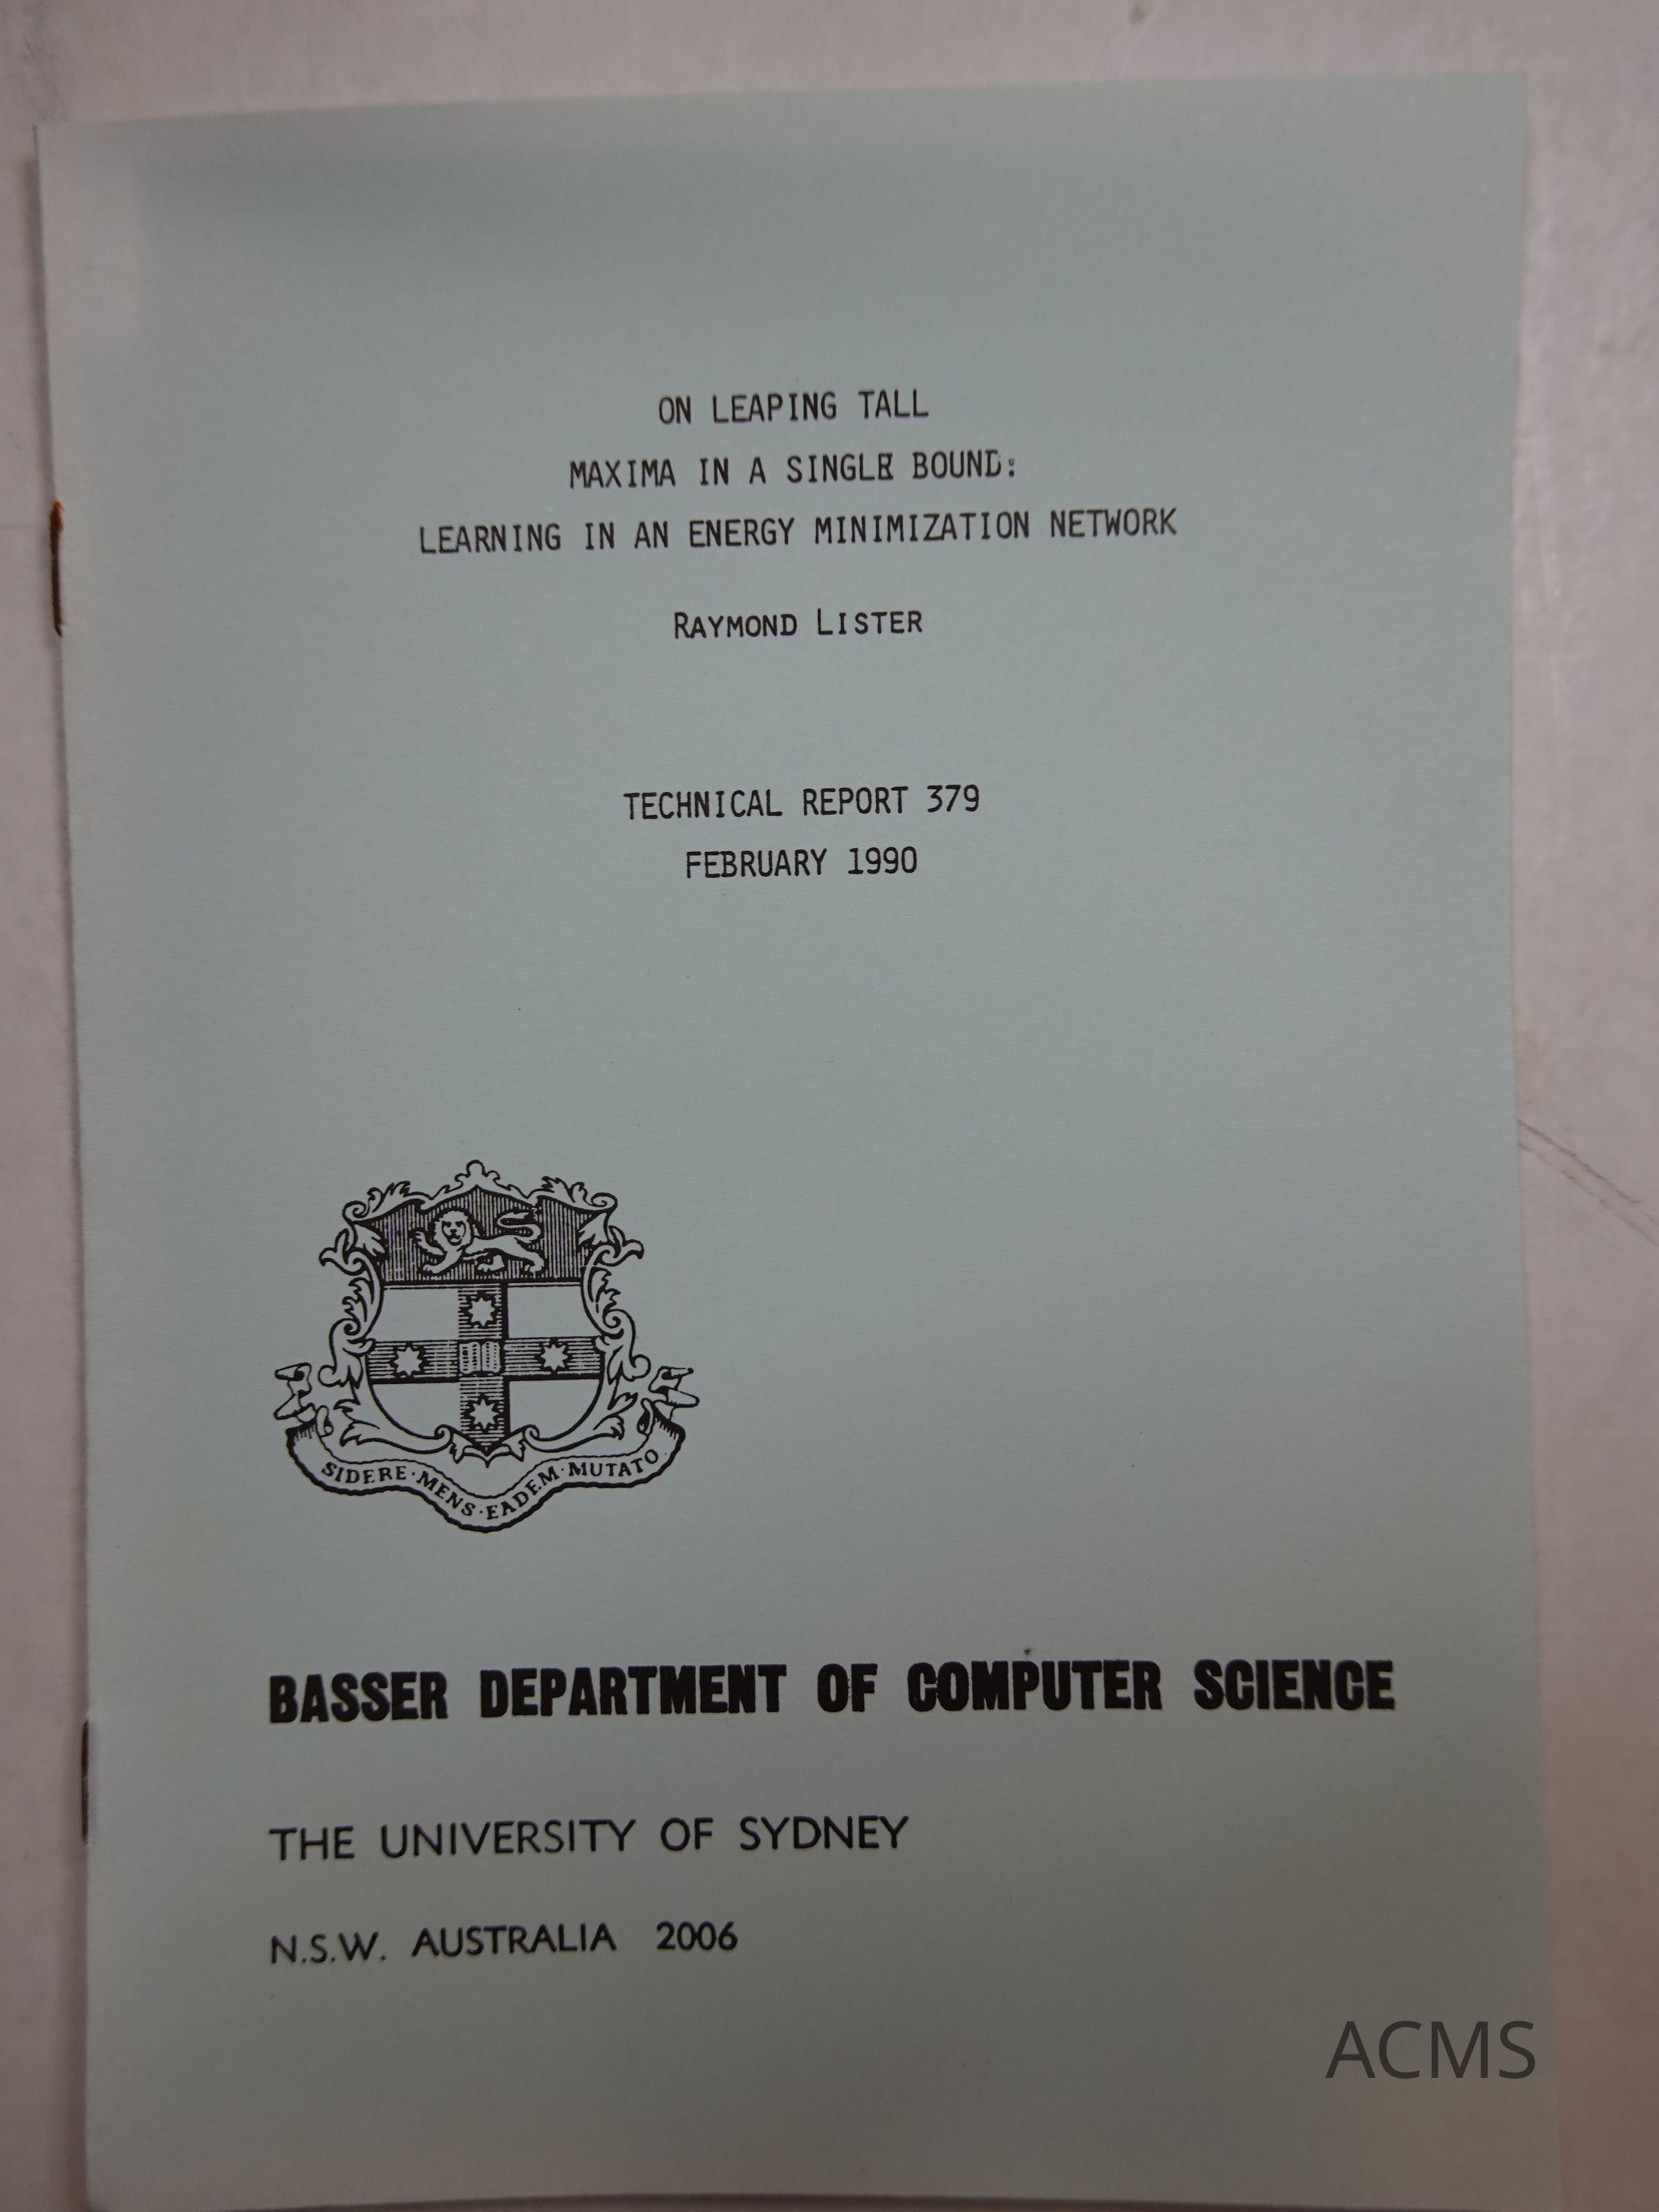 ON LEAPING TALL
MAXIMA IN A SINGLE BOUND:
LEARNING IN AN ENERGY MINIMIZATION NETWORK
RAYMOND LISTER
TECHNICAL REPORT 379
FEBRUARY 1990
SIDERE·MENS·EADEM·MUTATO
BASSER DEPARTMENT OF COMPUTER SCIENCE
THE UNIVERSITY OF SYDNEY
N.S.W. AUSTRALIA 2006
ACMS